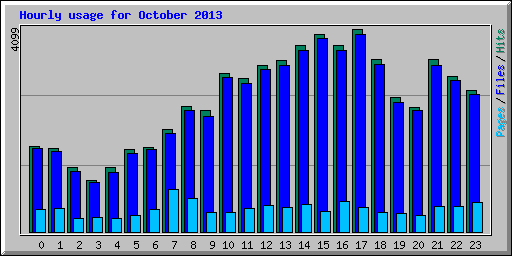 Hourly usage for October 2013
4099
Pages / Files / Hits
0 1 2 3 4 5 6 7 8 9 10 11 12 13 14 15 16 17 18 19 20 21 22 23